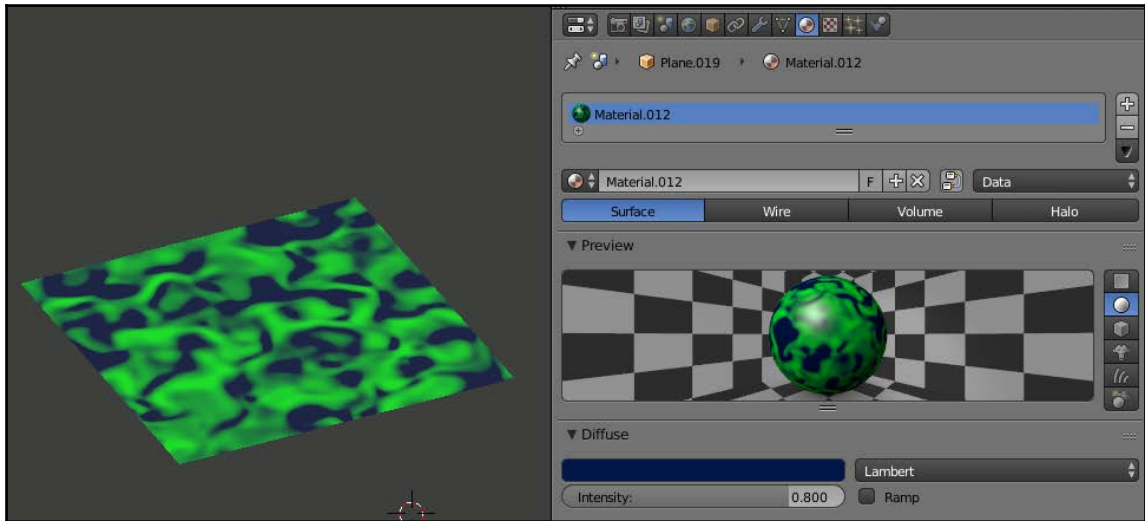 Plane.019 Material.012
Material.012
Material.012 F Data
Surface Wire Volume Halo
Preview
Diffuse
Lambert
Intensity: 0.800 Ramp